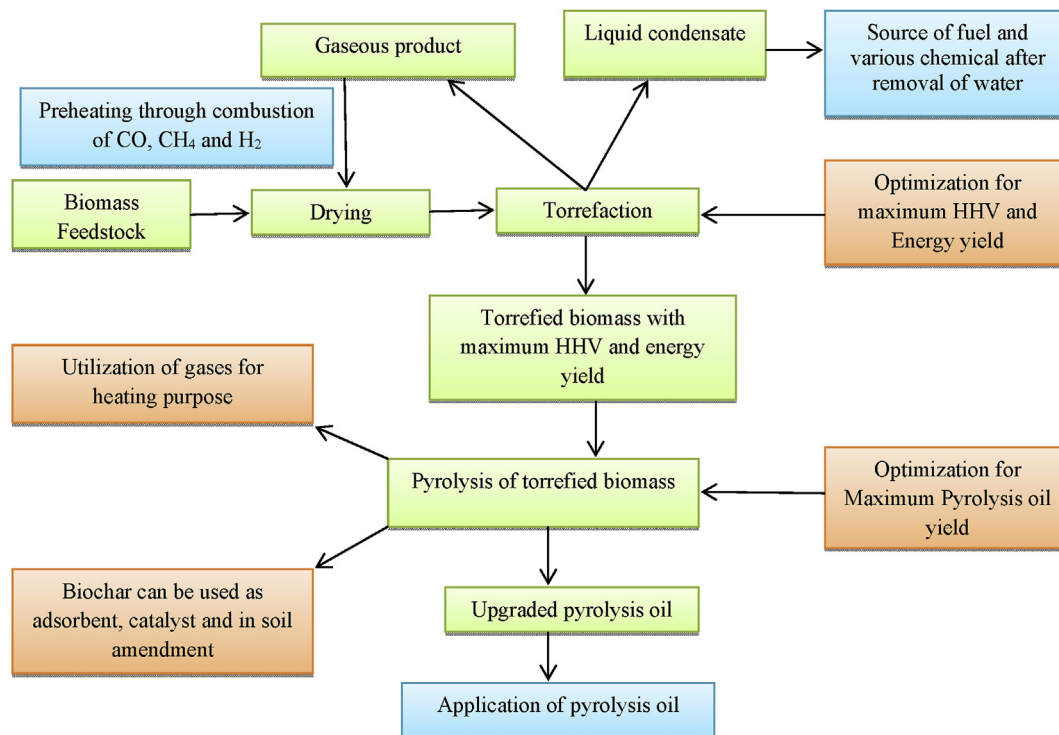 Gaseous product
Liquid condensate
Source of fuel and
various chemical after
removal of water
Preheating through combustion
of CO, CH₄ and H₂
Biomass
Feedstock
Drying
Torrefaction
Optimization for
maximum HHV and
Energy yield
Torrefied biomass with
maximum HHV and energy
yield
Utilization of gases for
heating purpose
Pyrolysis of torrefied biomass
Optimization for
Maximum Pyrolysis oil
yield
Biochar can be used as
adsorbent, catalyst and in soil
amendment
Upgraded pyrolysis oil
Application of pyrolysis oil